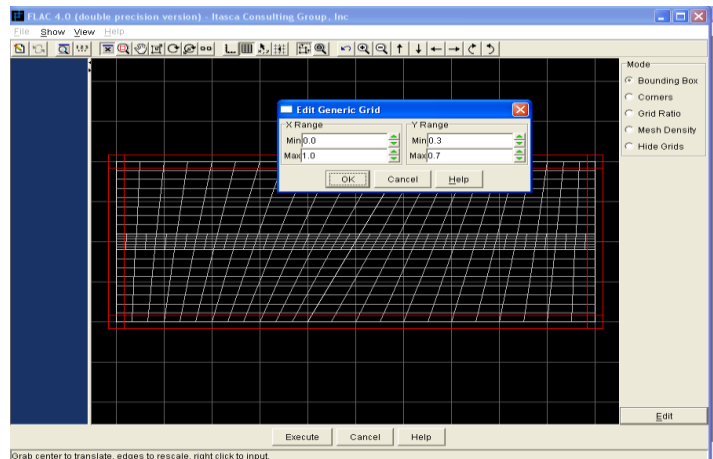 FLAC 4.0 (double precision version) - Itasca Consulting Group, Inc
File Show View Help
Mode
Bounding Box
Corners
Grid Ratio
Mesh Density
Hide Grids
Edit Generic Grid
X Range Y Range
Min 0.0 Min 0.3
Max 1.0 Max 0.7
OK Cancel Help
Edit
Execute Cancel Help
Grab center to translate, edges to rescale, right click to input.